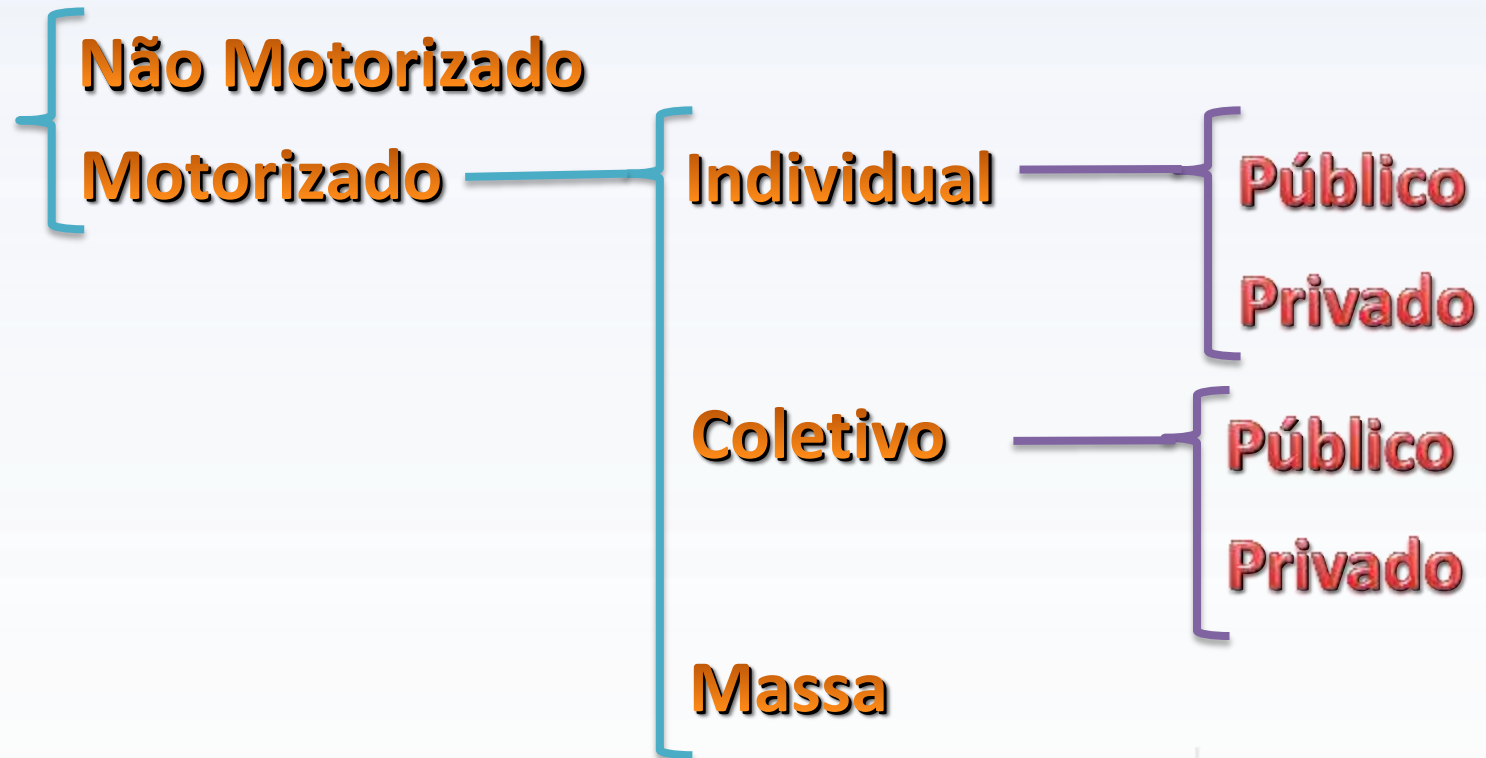 Não Motorizado
Motorizado
Individual
Público
Privado
Coletivo
Público
Privado
Massa